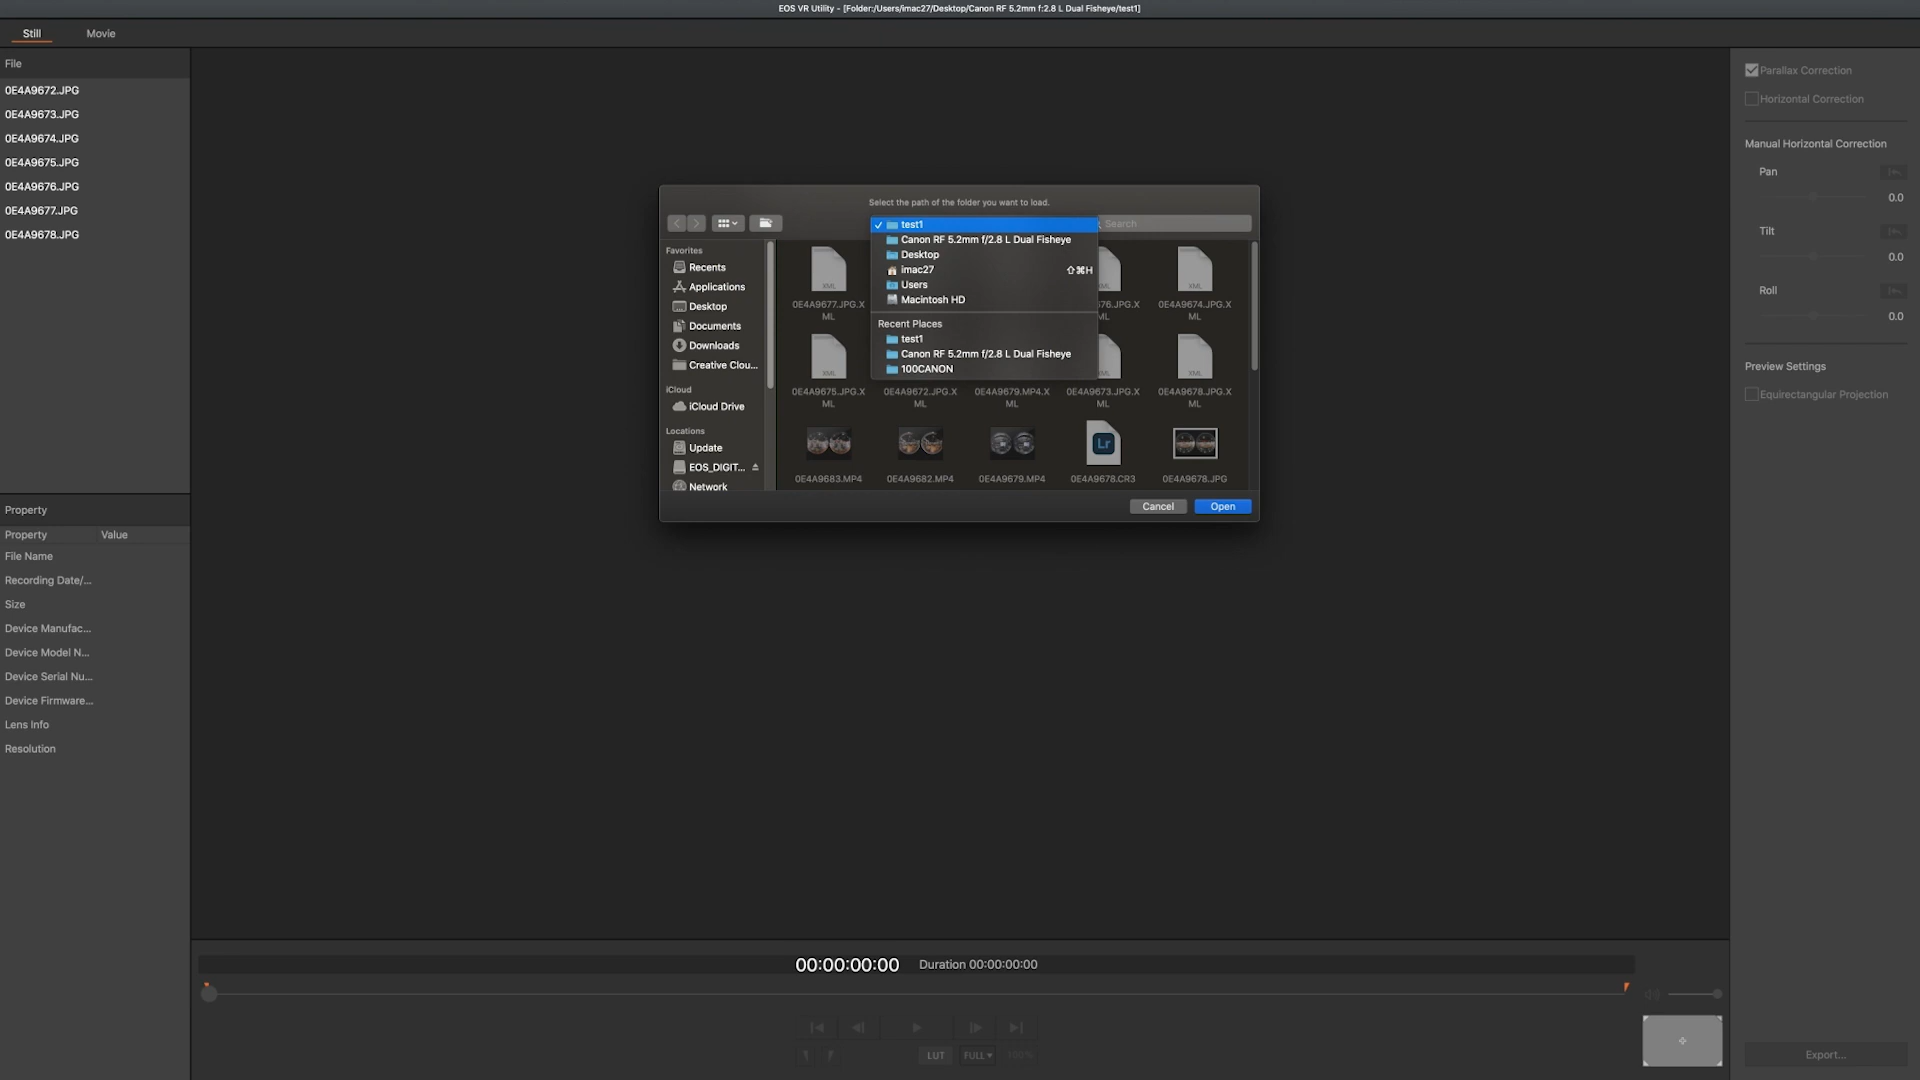 EOS VR Utility - [Folder:/Users/imac27/Desktop/Canon RF 5.2mm f:2.8 L Dual Fisheye/test1]
Still
Movie
File
0E4A9672.JPG
0E4A9673.JPG
0E4A9674.JPG
0E4A9675.JPG
0E4A9676.JPG
0E4A9677.JPG
0E4A9678.JPG
Property
Property Value
File Name
Recording Date/...
Size
Device Manufac...
Device Model N...
Device Serial Nu...
Device Firmware...
Lens Info
Resolution
Select the path of the folder you want to load.
test1
Search
Canon RF 5.2mm f/2.8 L Dual Fisheye
Desktop
imac27 ⇧⌘H
Users
Macintosh HD
Recent Places
test1
Canon RF 5.2mm f/2.8 L Dual Fisheye
100CANON
Favorites
Recents
Applications
Desktop
Documents
Downloads
Creative Clou...
iCloud
iCloud Drive
Locations
Update
EOS_DIGIT...
Network
XML
XML
0E4A9677.JPG.X
ML
76.JPG.X
ML
0E4A9674.JPG.X
ML
XML
XML
0E4A9675.JPG.X
ML
0E4A9672.JPG.X
ML
0E4A9679.MP4.X
ML
0E4A9673.JPG.X
ML
0E4A9678.JPG.X
ML
Lr
0E4A9683.MP4
0E4A9682.MP4
0E4A9679.MP4
0E4A9678.CR3
0E4A9678.JPG
Cancel
Open
Parallax Correction
Horizontal Correction
Manual Horizontal Correction
Pan
0.0
Tilt
0.0
Roll
0.0
Preview Settings
Equirectangular Projection
00:00:00:00 Duration 00:00:00:00
LUT
FULL
100%
Export...